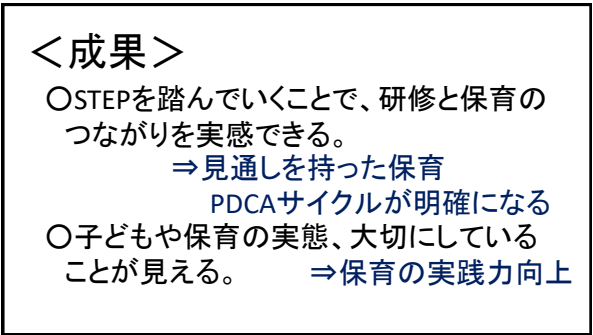 ＜成果＞
○STEPを踏んでいくことで、研修と保育の
つながりを実感できる。
⇒見通しを持った保育
PDCAサイクルが明確になる
○子どもや保育の実態、大切にしている
ことが見える。　⇒保育の実践力向上